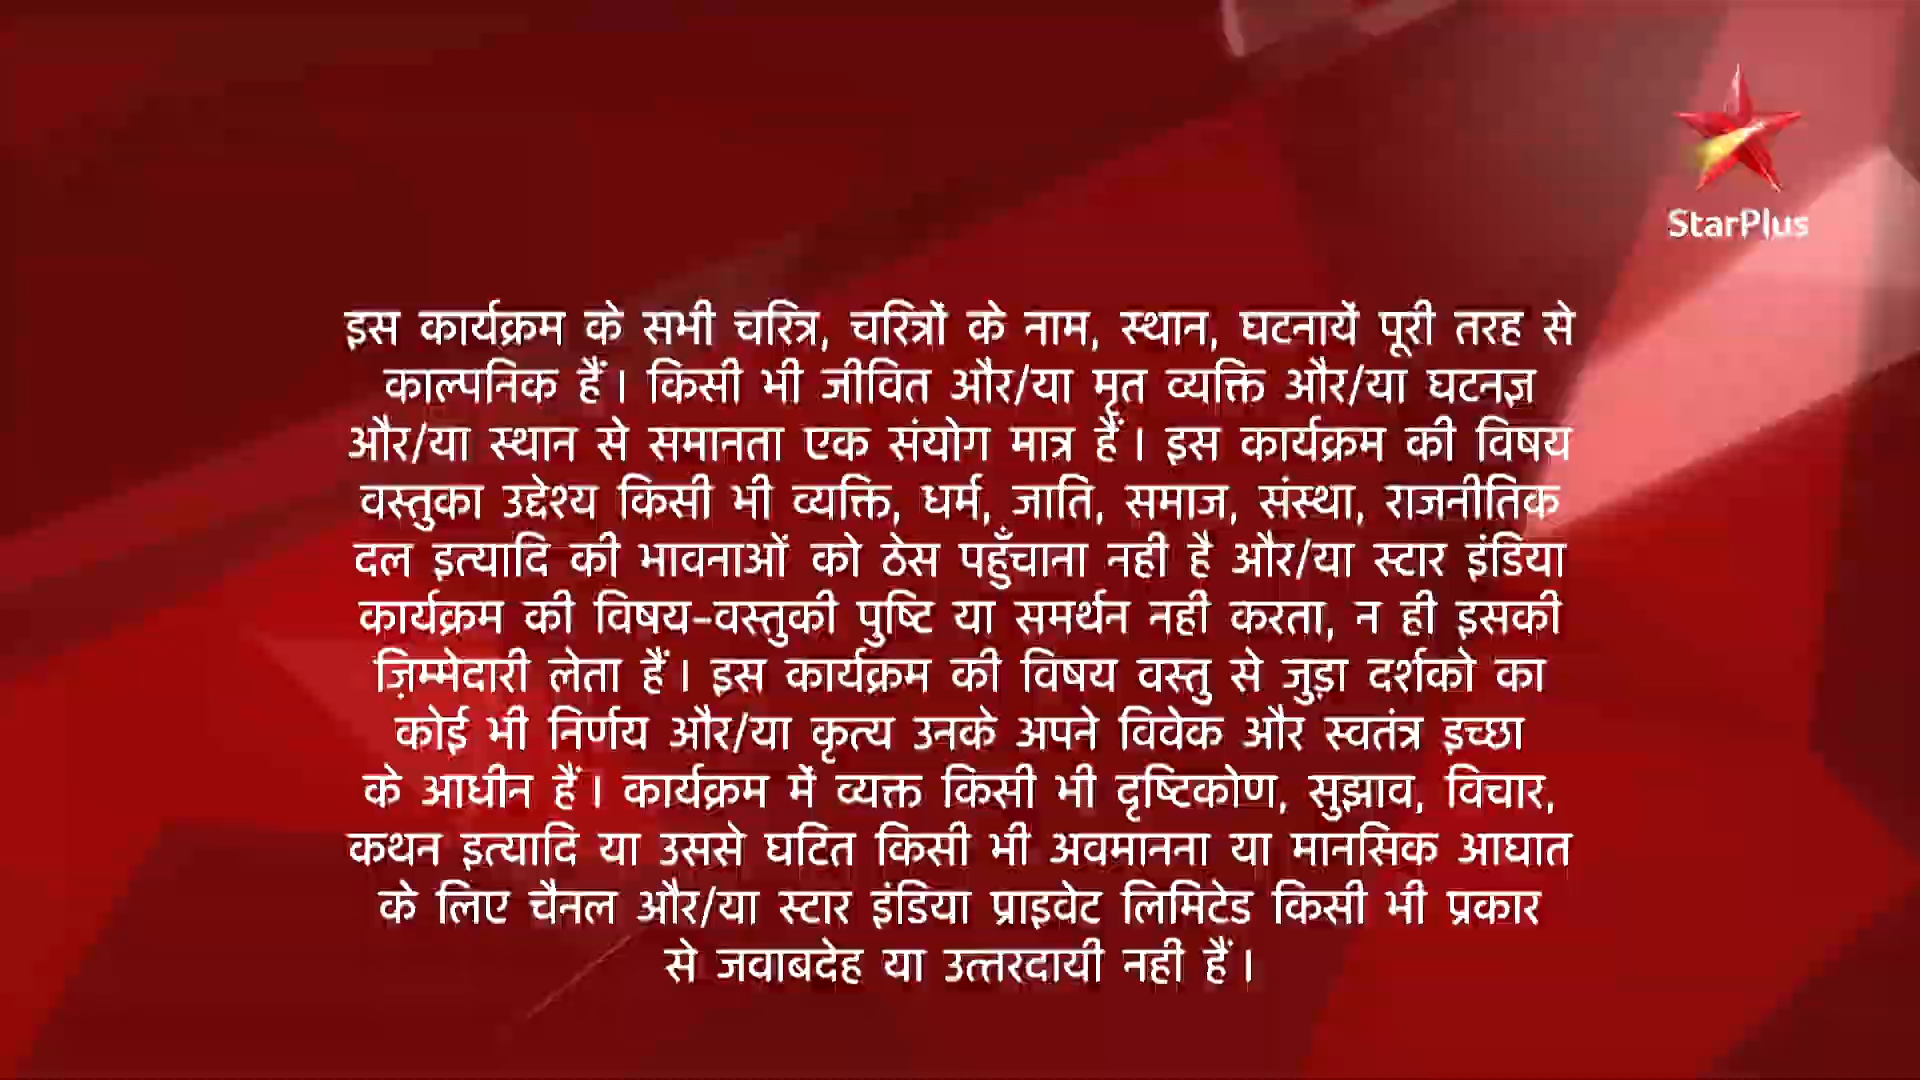 StarPlus
इस कार्यक्रम के सभी चरित्र, चरित्रों के नाम, स्थान, घटनायें पूरी तरह से
काल्पनिक हैं। किसी भी जीवित और/या मृत व्यक्ति और/या घटनज्ञ
और/या स्थान से समानता एक संयोग मात्र हैं। इस कार्यक्रम की विषय
वस्तुका उद्देश्य किसी भी व्यक्ति, धर्म, जाति, समाज, संस्था, राजनीतिक
दल इत्यादि की भावनाओं को ठेस पहुँचाना नही है और/या स्टार इंडिया
कार्यक्रम की विषय-वस्तुकी पुष्टि या समर्थन नही करता, न ही इसकी
ज़िम्मेदारी लेता हैं। इस कार्यक्रम की विषय वस्तु से जुड़ा दर्शको का
कोई भी निर्णय और/या कृत्य उनके अपने विवेक और स्वतंत्र इच्छा
के आधीन हैं। कार्यक्रम में व्यक्त किसी भी दृष्टिकोण, सुझाव, विचार,
कथन इत्यादि या उससे घटित किसी भी अवमानना या मानसिक आघात
के लिए चैनल और/या स्टार इंडिया प्राइवेट लिमिटेड किसी भी प्रकार
से जवाबदेह या उत्तरदायी नही हैं।